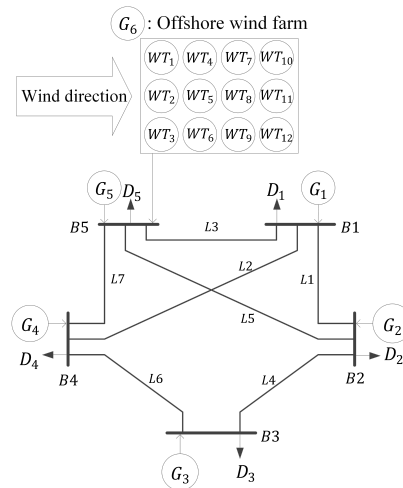 G₆ : Offshore wind farm
WT₁ WT₄ WT₇ WT₁₀
Wind direction
WT₂ WT₅ WT₈ WT₁₁
WT₃ WT₆ WT₉ WT₁₂
G₅ D₅ D₁ G₁
B5 L3 B1
L7 L2 L1
G₄ L5 G₂
D₄ B4 B2 D₂
L6 L4
B3
G₃ D₃